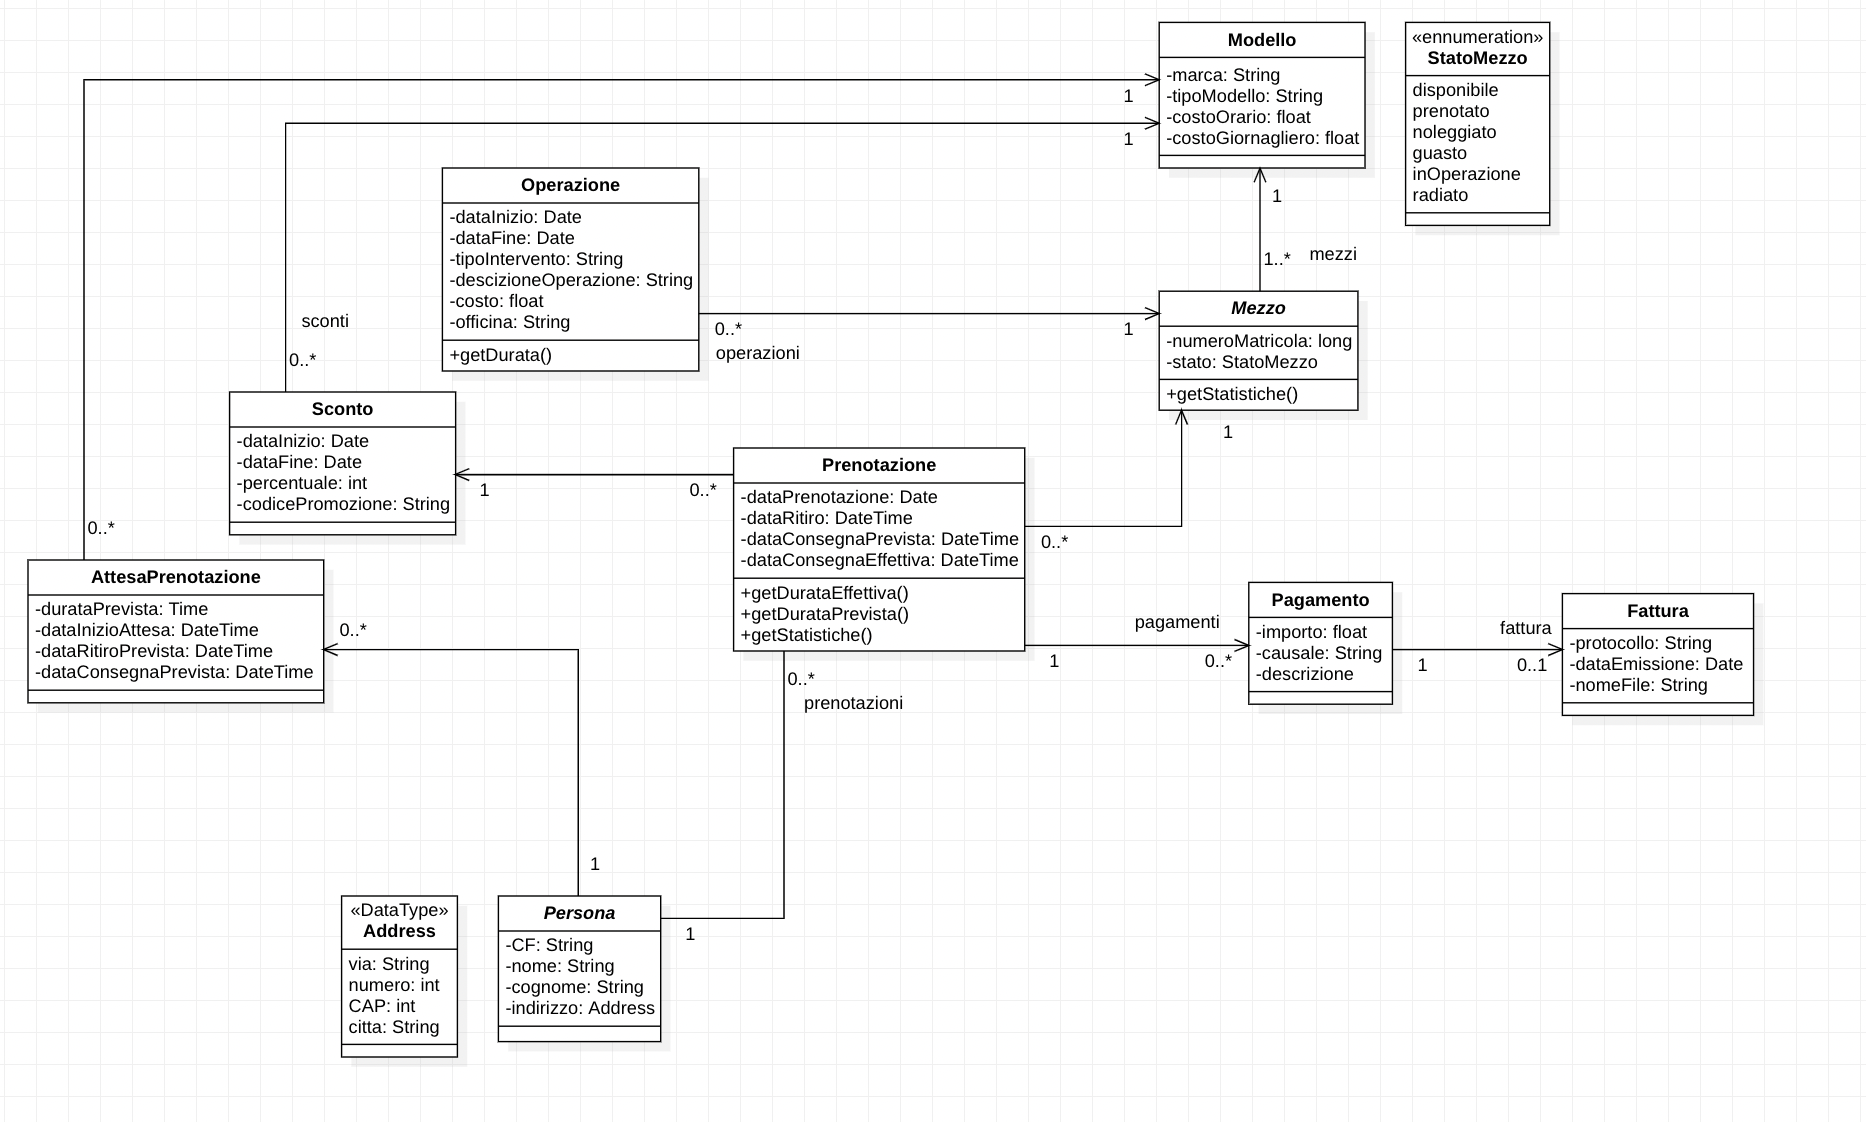 Modello
-marca: String
-tipoModello: String
-costoOrario: float
-costoGiornagliero: float
«ennumeration»
StatoMezzo
disponibile
prenotato
noleggiato
guasto
inOperazione
radiato
1
1
1
1..*
mezzi
Operazione
-dataInizio: Date
-dataFine: Date
-tipoIntervento: String
-descizioneOperazione: String
-costo: float
-officina: String
+getDurata()
0..*
operazioni
1
Mezzo
-numeroMatricola: long
-stato: StatoMezzo
+getStatistiche()
1
sconti
0..*
Sconto
-dataInizio: Date
-dataFine: Date
-percentuale: int
-codicePromozione: String
1
0..*
Prenotazione
-dataPrenotazione: Date
-dataRitiro: DateTime
-dataConsegnaPrevista: DateTime
-dataConsegnaEffettiva: DateTime
+getDurataEffettiva()
+getDurataPrevista()
+getStatistiche()
0..*
0..*
AttesaPrenotazione
-durataPrevista: Time
-dataInizioAttesa: DateTime
-dataRitiroPrevista: DateTime
-dataConsegnaPrevista: DateTime
0..*
pagamenti
1
0..*
Pagamento
-importo: float
-causale: String
-descrizione
fattura
1
0..1
Fattura
-protocollo: String
-dataEmissione: Date
-nomeFile: String
0..*
prenotazioni
1
1
«DataType»
Address
via: String
numero: int
CAP: int
citta: String
Persona
-CF: String
-nome: String
-cognome: String
-indirizzo: Address